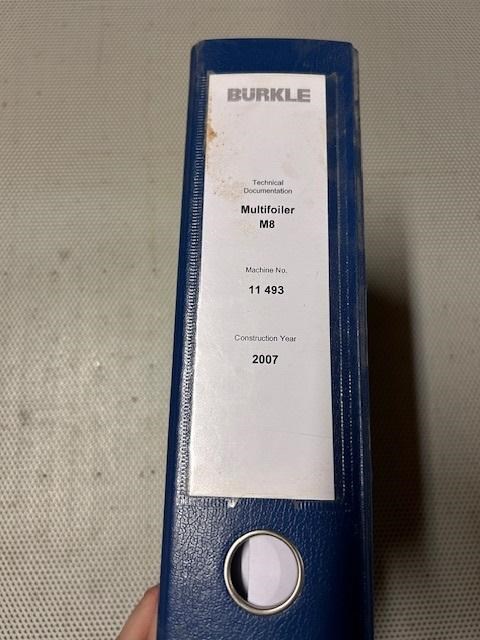 BÜRKLE
Technical
Documentation
Multifoiler
M8
Machine No.
11 493
Construction Year
2007